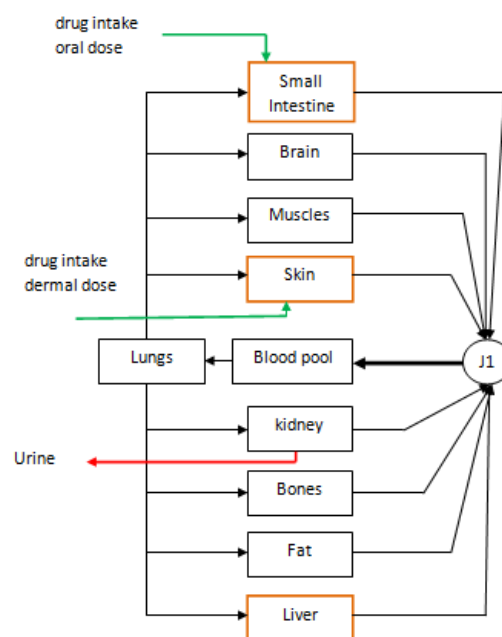 drug intake
oral dose
Small
Intestine
Brain
Muscles
drug intake
dermal dose
Skin
Lungs
Blood pool
J1
kidney
Urine
Bones
Fat
Liver